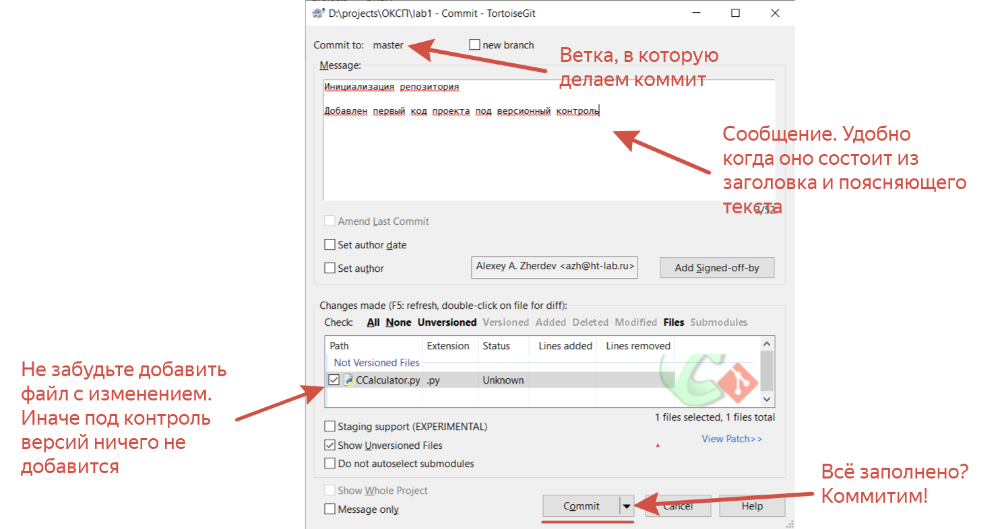 D:\projects\ОКСП\lab1 - Commit - TortoiseGit
Commit to: master
new branch
Ветка, в которую
делаем коммит
Message:
Инициализация репозитория
Добавлен первый код проекта под версионный контроль
Сообщение. Удобно
когда оно состоит из
заголовка и поясняющего
текста
3/52
Amend Last Commit
Set author date
Set author
Alexey A. Zherdev <azh@ht-lab.ru>
Add Signed-off-by
Changes made (F5: refresh, double-click on file for diff):
Check: All None Unversioned Versioned Added Deleted Modified Files Submodules
Path Extension Status Lines added Lines removed
Not Versioned Files
CCalculator.py .py Unknown
Не забудьте добавить
файл с изменением.
Иначе под контроль
версий ничего не
добавится
1 files selected, 1 files total
Staging support (EXPERIMENTAL)
View Patch>>
Show Unversioned Files
Do not autoselect submodules
Show Whole Project
Message only
Commit
Cancel
Help
Всё заполнено?
Коммитим!